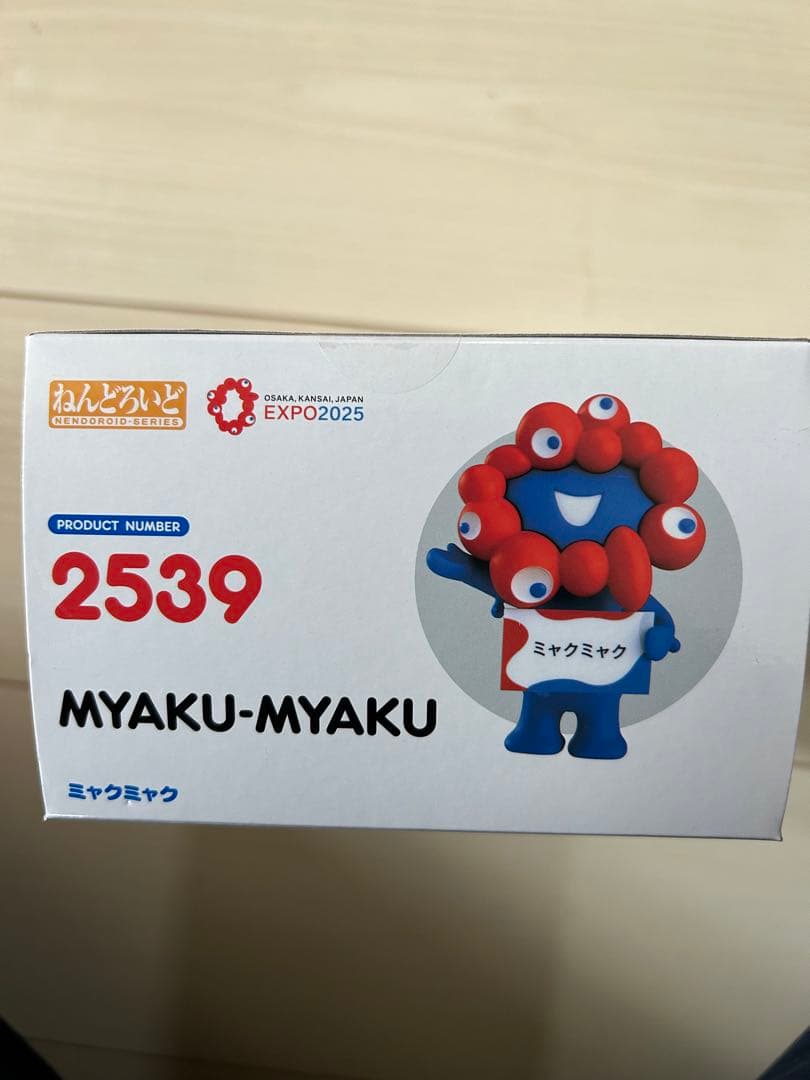 ねんどろいど
NENDOROID-SERIES
OSAKA, KANSAI, JAPAN
EXPO2025
PRODUCT NUMBER
2539
ミャクミャク
MYAKU-MYAKU
ミャクミャク